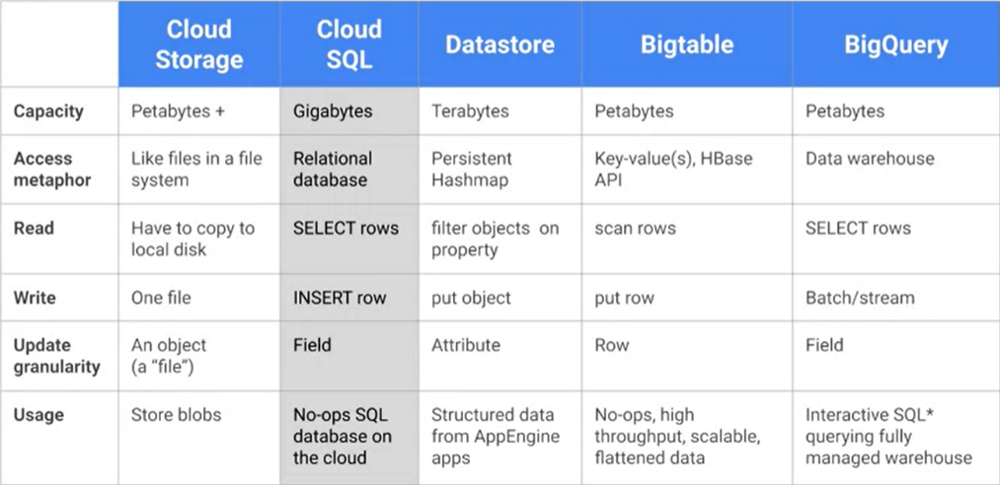 Cloud Storage
Cloud SQL
Datastore
Bigtable
BigQuery
Capacity
Petabytes +
Gigabytes
Terabytes
Petabytes
Petabytes
Access metaphor
Like files in a file system
Relational database
Persistent Hashmap
Key-value(s), HBase API
Data warehouse
Read
Have to copy to local disk
SELECT rows
filter objects on property
scan rows
SELECT rows
Write
One file
INSERT row
put object
put row
Batch/stream
Update granularity
An object (a “file”)
Field
Attribute
Row
Field
Usage
Store blobs
No-ops SQL database on the cloud
Structured data from AppEngine apps
No-ops, high throughput, scalable, flattened data
Interactive SQL* querying fully managed warehouse